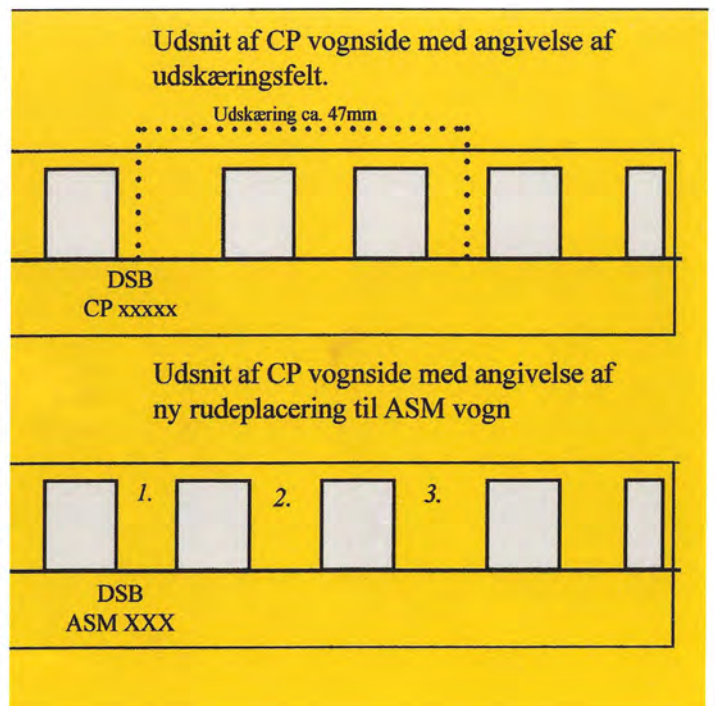 Udsnit af CP vognside med angivelse af
udskæringsfelt.
Udskæring ca. 47mm
DSB
CP xxxxx
Udsnit af CP vognside med angivelse af
ny rudeplacering til ASM vogn
1.
2.
3.
DSB
ASM XXX